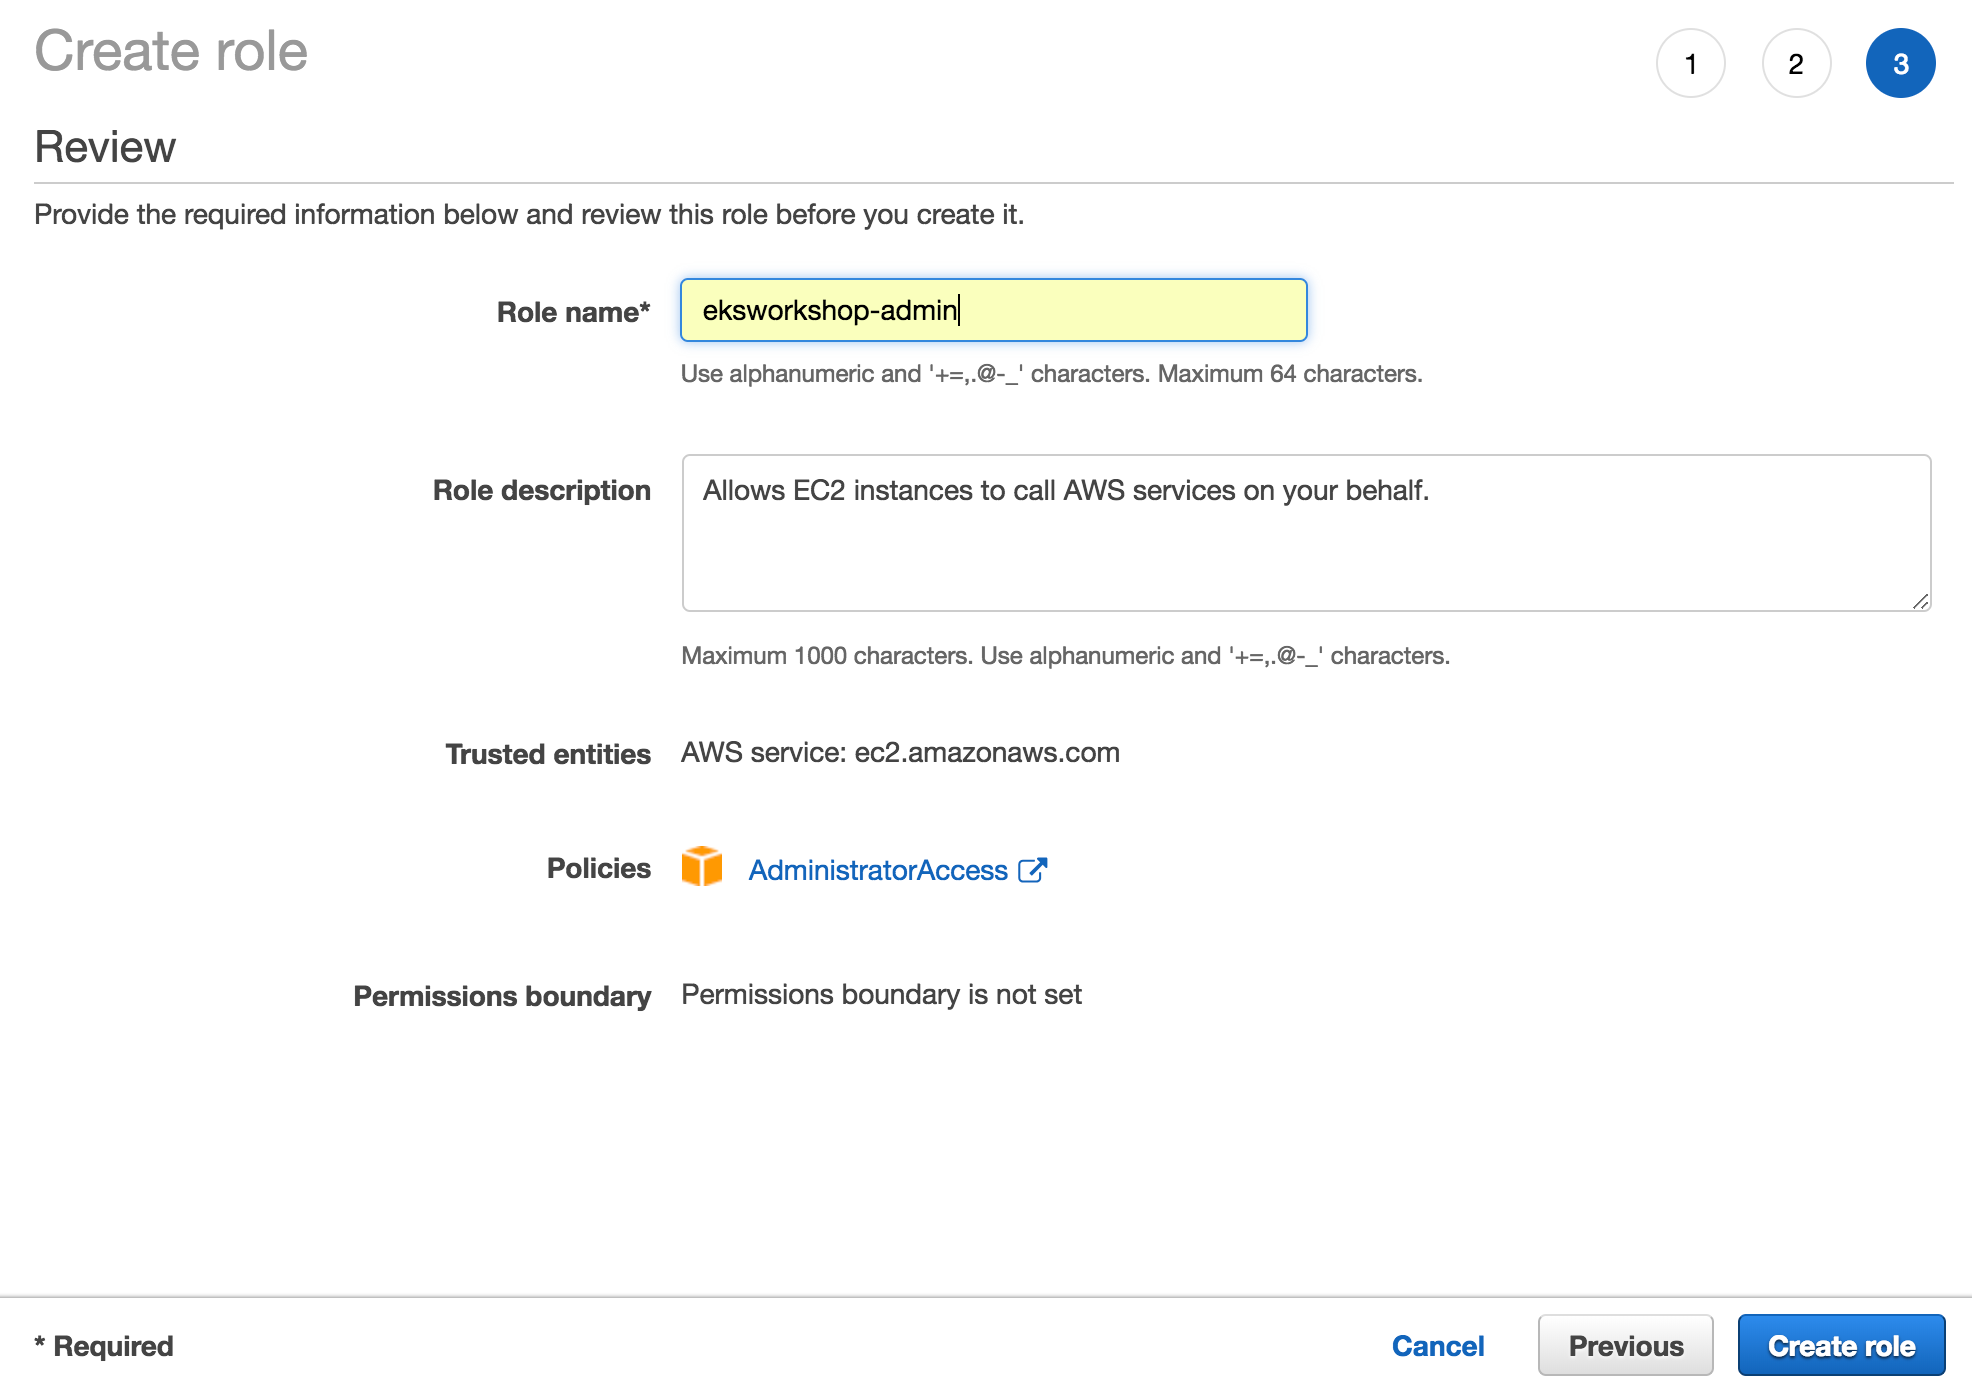 Create role
1 2 3
Review
Provide the required information below and review this role before you create it.
Role name* eksworkshop-admin
Use alphanumeric and '+=,.@-_' characters. Maximum 64 characters.
Role description Allows EC2 instances to call AWS services on your behalf.
Maximum 1000 characters. Use alphanumeric and '+=,.@-_' characters.
Trusted entities AWS service: ec2.amazonaws.com
Policies AdministratorAccess
Permissions boundary Permissions boundary is not set
* Required Cancel Previous Create role